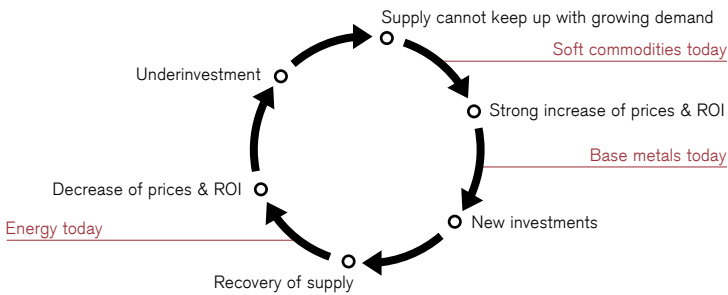 Supply cannot keep up with growing demand
Soft commodities today
Underinvestment
Strong increase of prices & ROI
Base metals today
Decrease of prices & ROI
Energy today
New investments
Recovery of supply